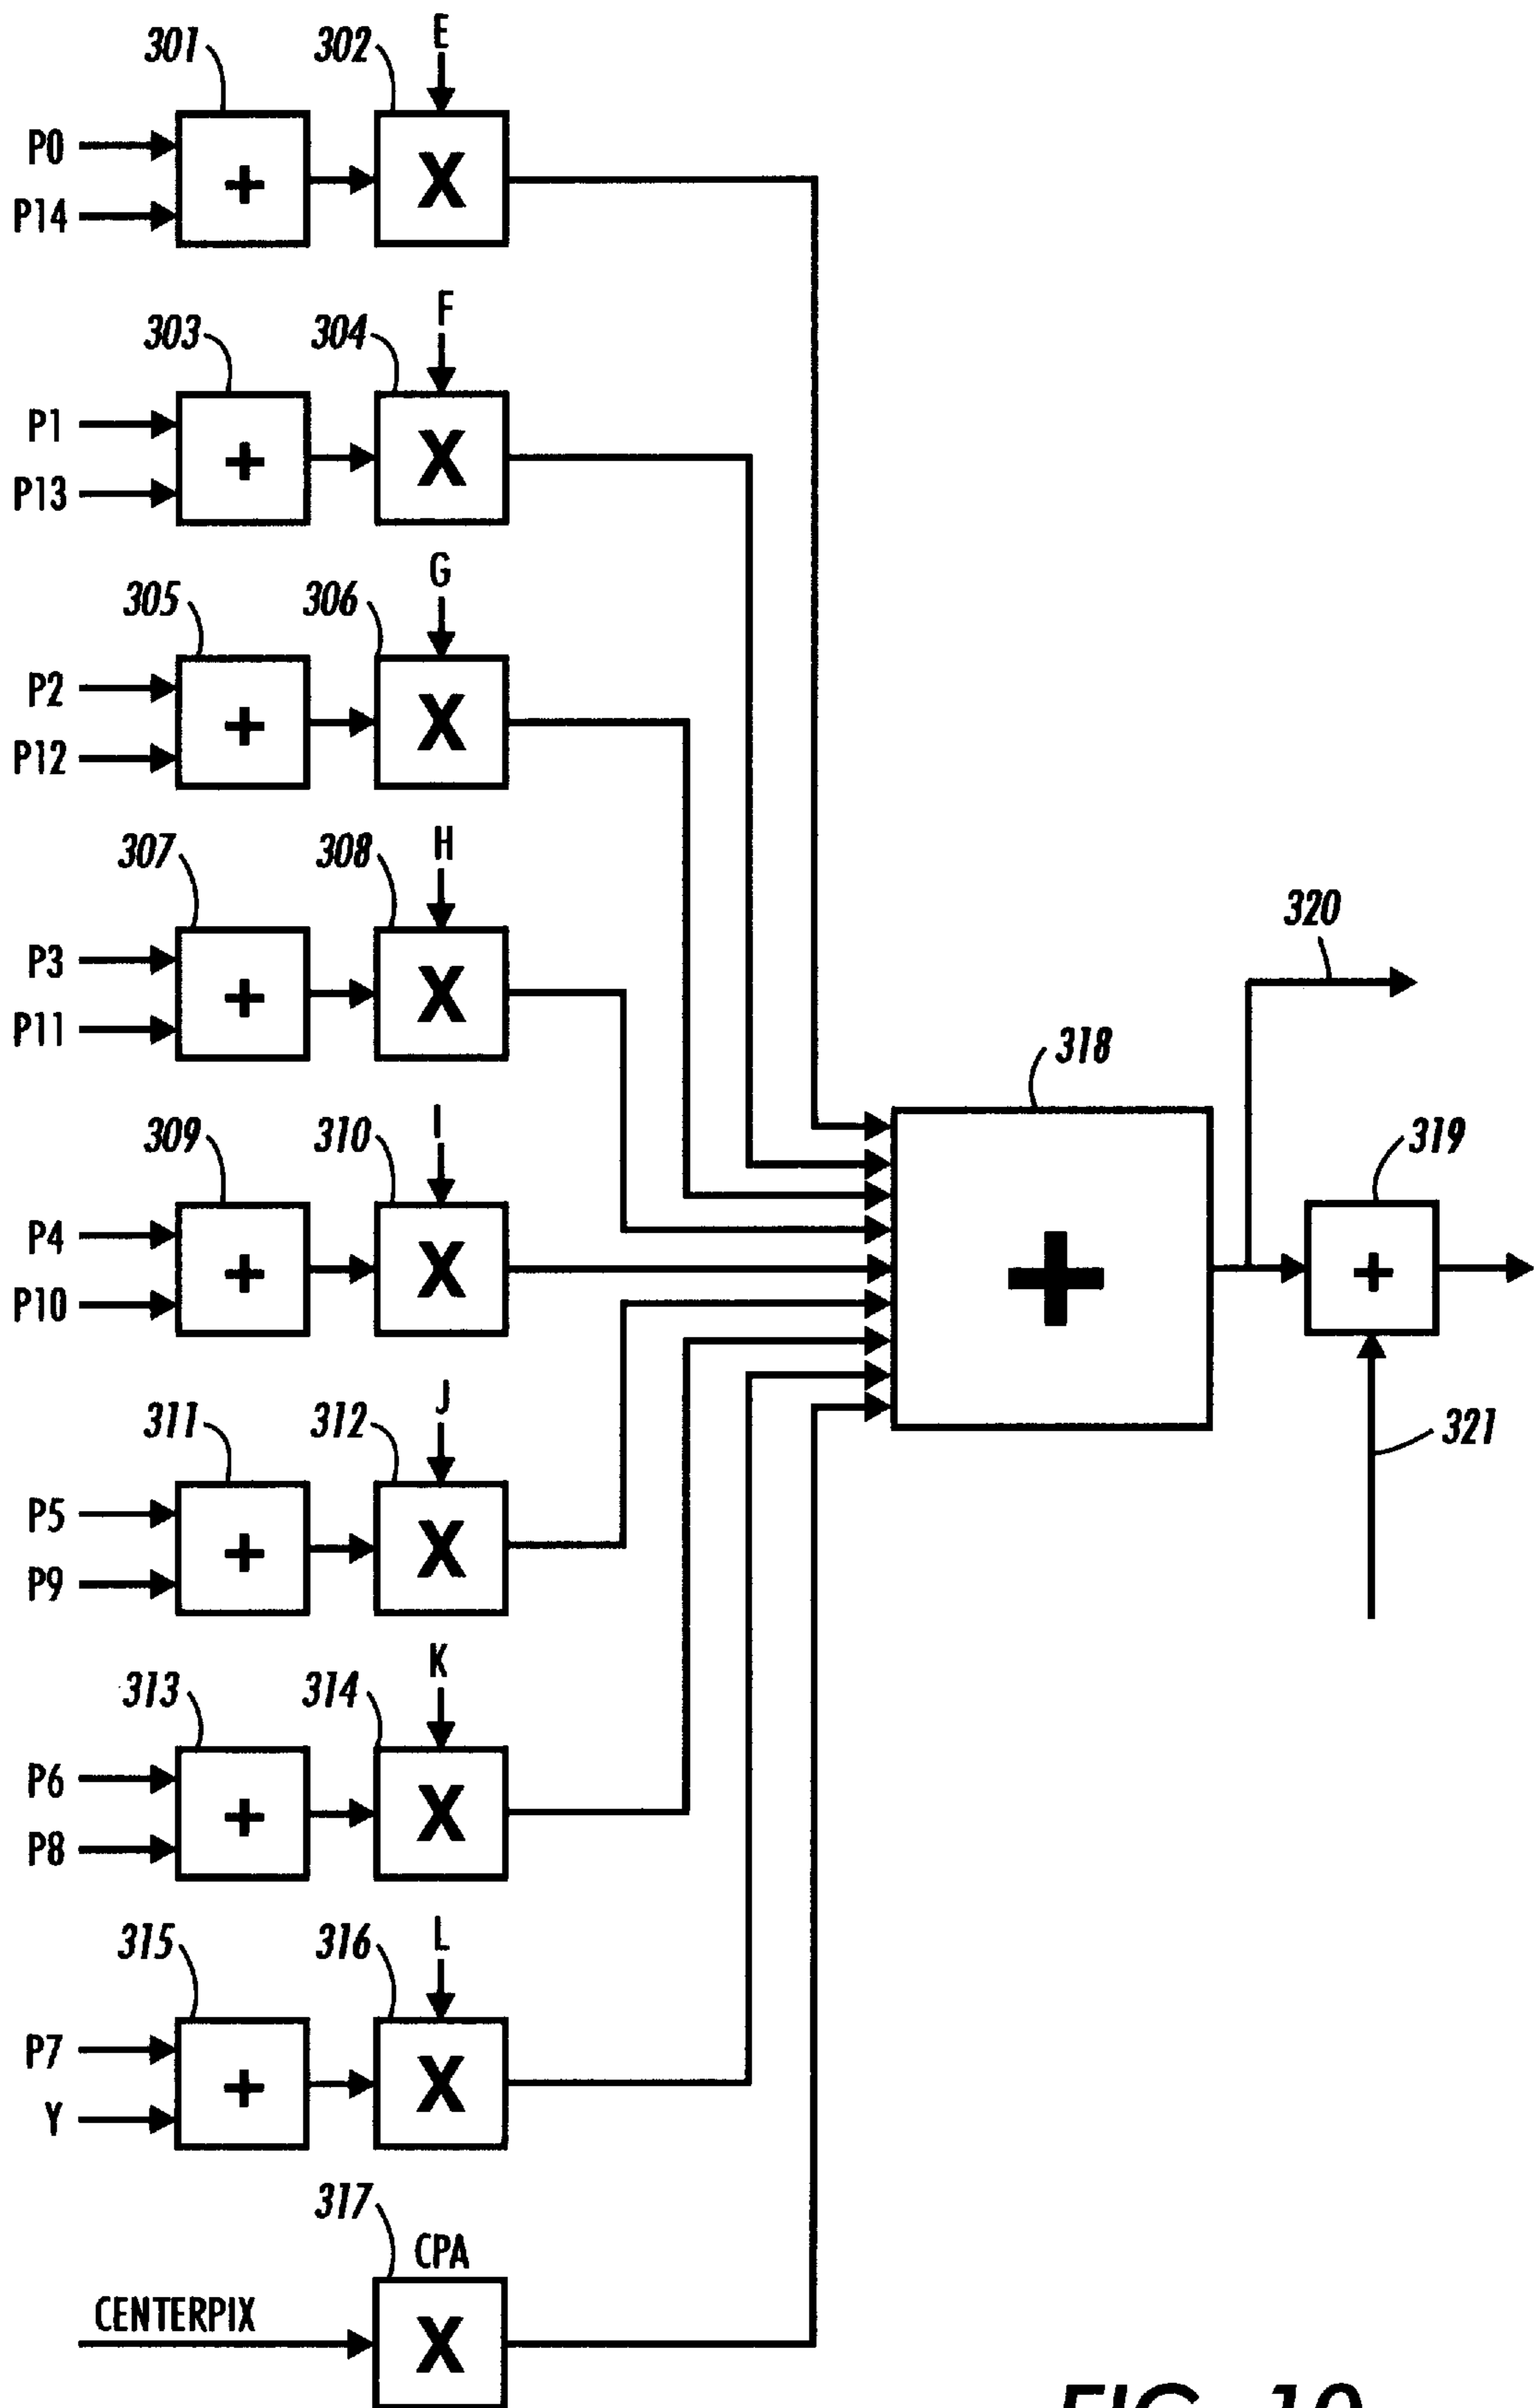 301 302 E
P0
P14
+ X
303 304 F
P1
P13
+ X
305 306 G
P2
P12
+ X
307 308 H
P3
P11
+ X
320
318
309 310 I
P4
P10
+ X + +
319
311 312 J
P5
P9
+ X
321
313 314 K
P6
P8
+ X
315 316 L
P7
Y
+ X
317 CPA
CENTERPIX
X